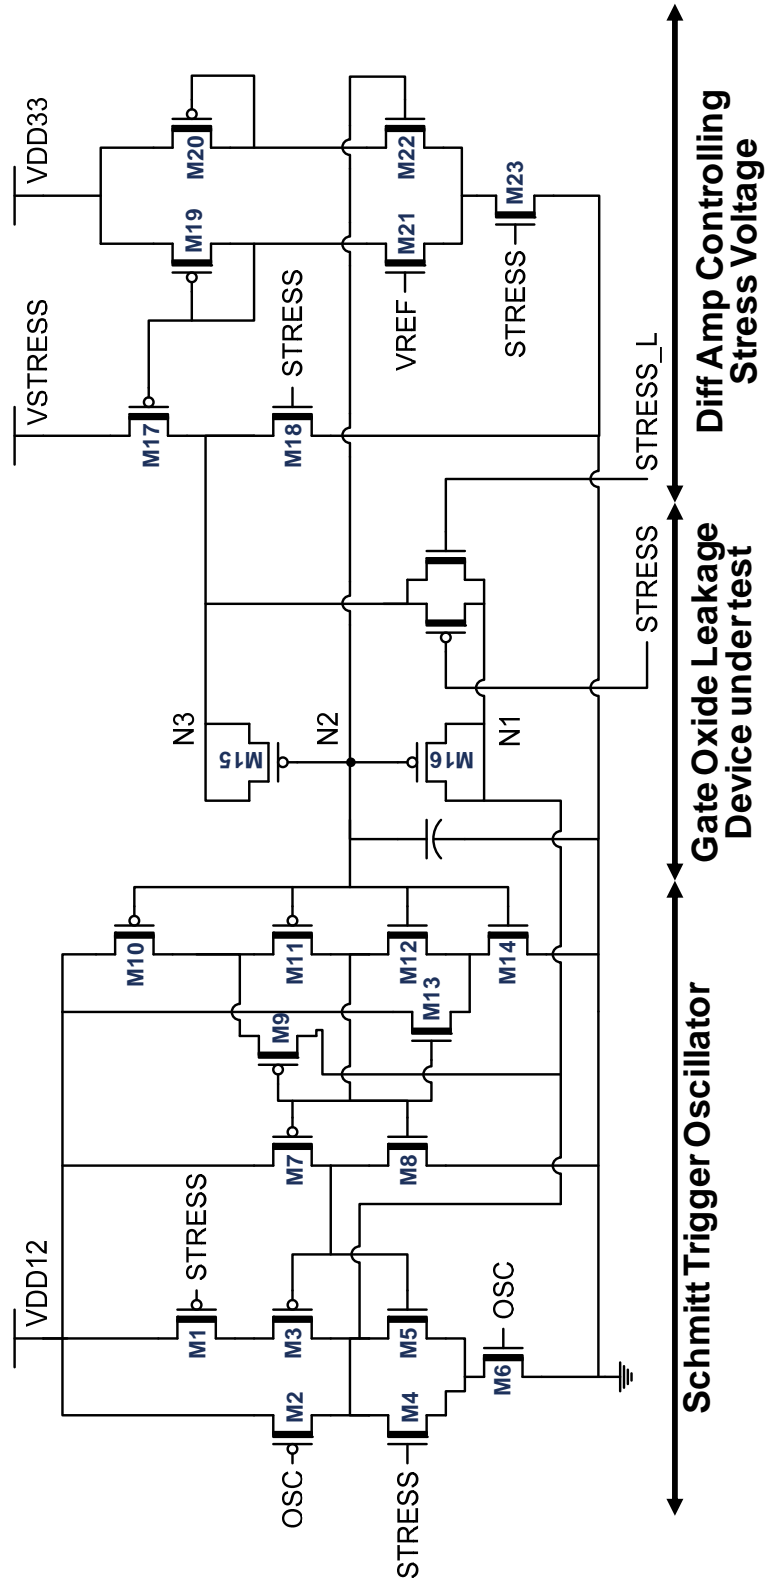 VDD12
VSTRESS
VDD33
STRESS
M1
OSC
M2
M3
STRESS
M4
M5
M6
OSC
M7
M8
M9
M10
M11
M12
M13
M14
N3
M15
N2
M16
N1
M17
M18
STRESS
M19
M20
VREF
M21
M22
STRESS
M23
STRESS
STRESS_L
Schmitt Trigger Oscillator
Gate Oxide Leakage
Device under test
Diff Amp Controlling
Stress Voltage